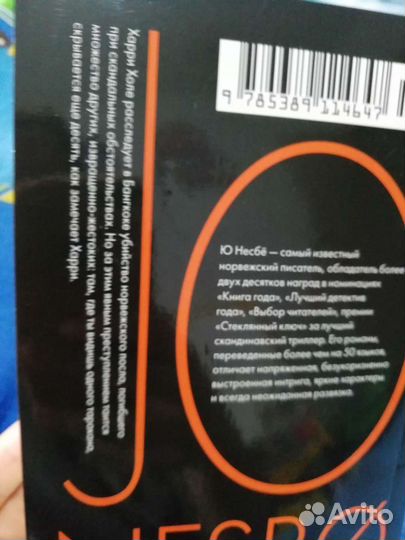 Харри Холе расследует в Бангкоке убийство норвежского посла, погибшего
при скандальных обстоятельствах. Но за этим явным преступлением таится
множество других, извращенно-жестоких: там, где ты видишь одного таракана,
скрывается еще десять, как замечает Харри.
9 785389 114647
Ю Несбё — самый известный
норвежский писатель, обладатель более
двух десятков наград в номинациях
«Книга года», «Лучший детектив
года», «Выбор читателей», премии
«Стеклянный ключ» за лучший
скандинавский триллер. Его романы,
переведенные более чем на 50 языков,
отличает напряженная, безукоризненно
выстроенная интрига, яркие характеры
и всегда неожиданная развязка.
JO
NESBØ
Avito